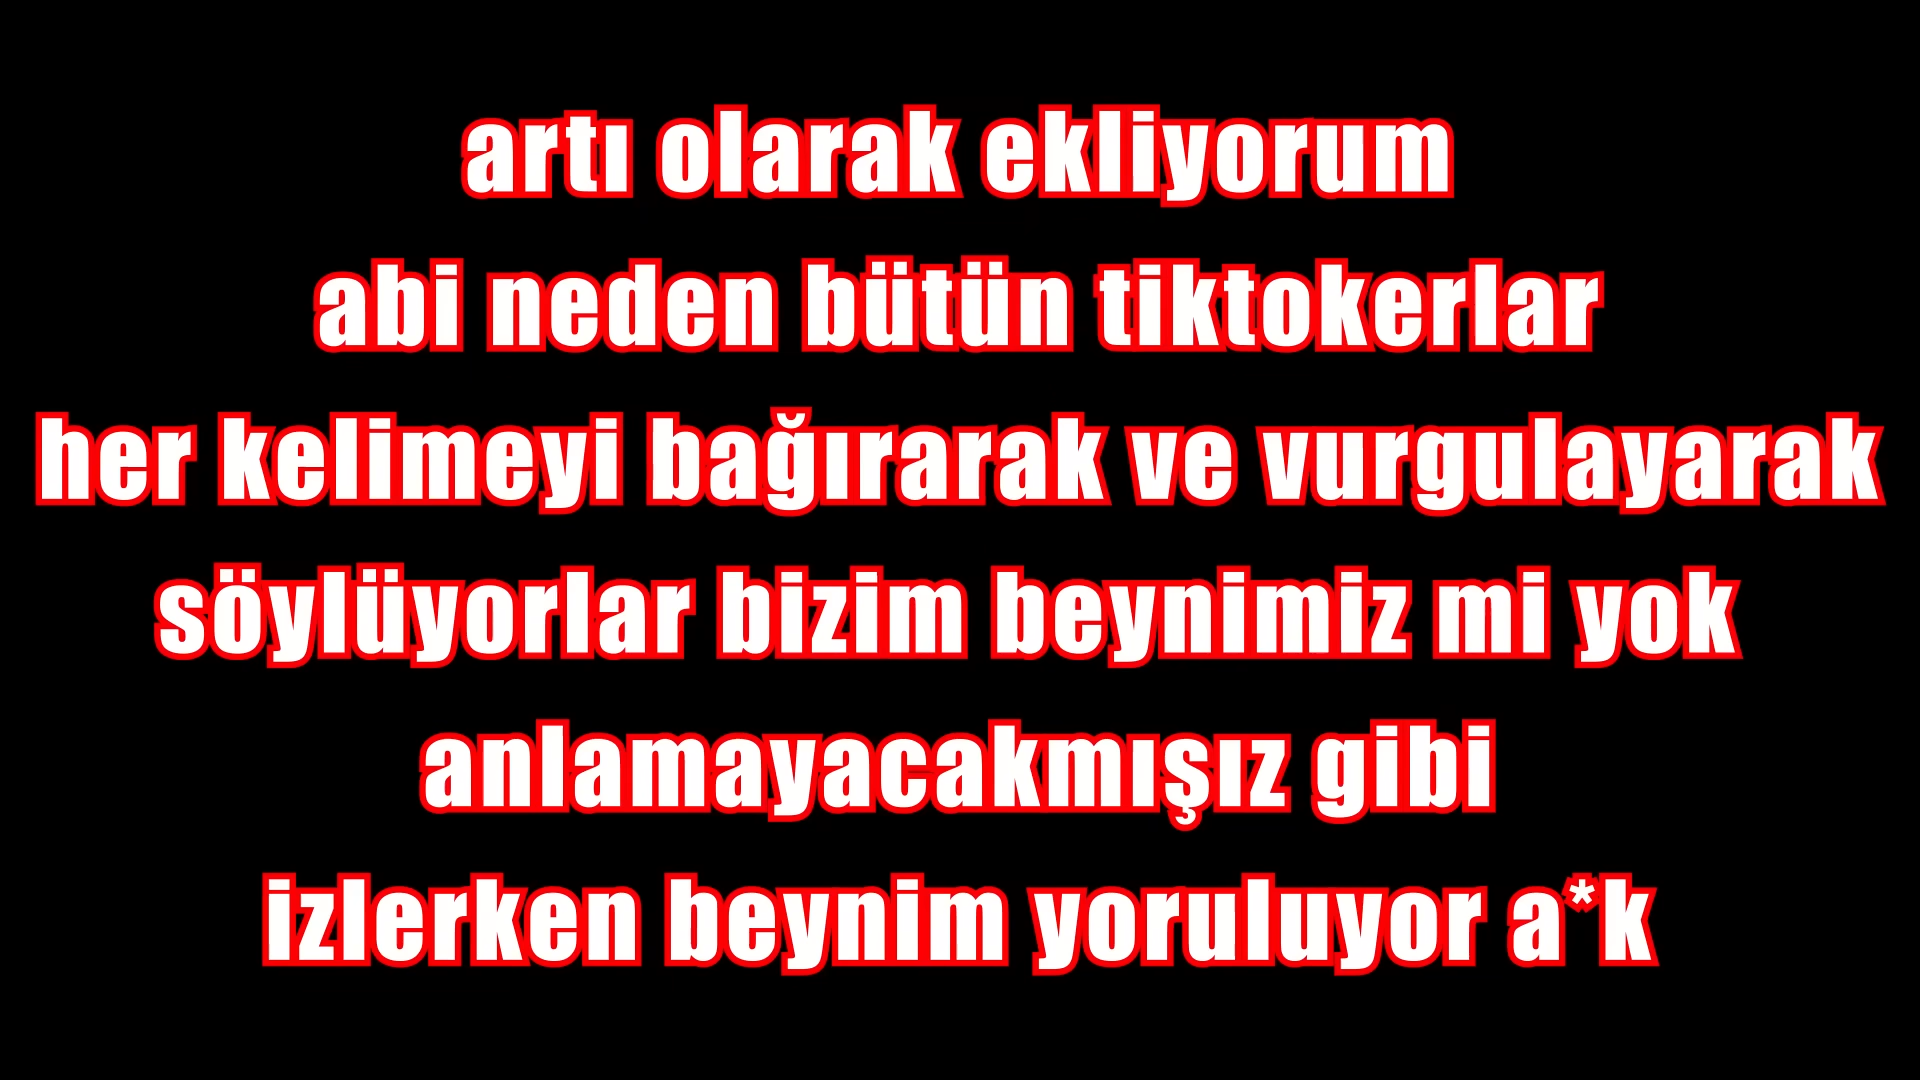 artı olarak ekliyorum
abi neden bütün tiktokerlar
her kelimeyi bağırarak ve vurgulayarak
söylüyorlar bizim beynimiz mi yok
anlamayacakmışız gibi
izlerken beynim yoruluyor a*k